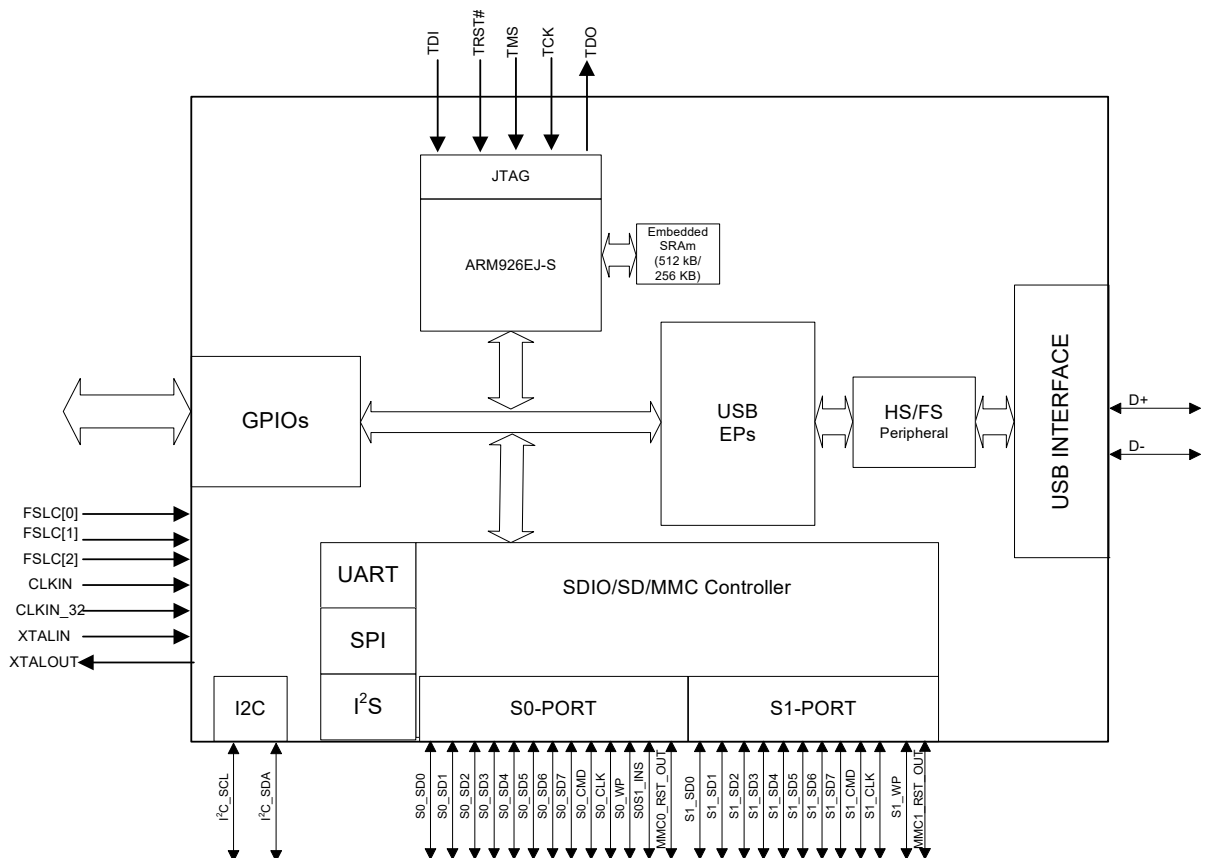 TDI
TRST#
TMS
TCK
TDO
JTAG
ARM926EJ-S
Embedded
SRAm
(512 kB/
256 KB)
GPIOs
USB
EPs
HS/FS
Peripheral
USB INTERFACE
D+
D-
FSLC[0]
FSLC[1]
FSLC[2]
CLKIN
CLKIN_32
XTALIN
XTALOUT
UART
SPI
I²S
SDIO/SD/MMC Controller
I2C
S0-PORT
S1-PORT
I²C_SCL
I²C_SDA
S0_SD0
S0_SD1
S0_SD2
S0_SD3
S0_SD4
S0_SD5
S0_SD6
S0_SD7
S0_CMD
S0_CLK
S0_WP
S0S1_INS
MMC0_RST_OUT
S1_SD0
S1_SD1
S1_SD2
S1_SD3
S1_SD4
S1_SD5
S1_SD6
S1_SD7
S1_CMD
S1_CLK
S1_WP
MMC1_RST_OUT